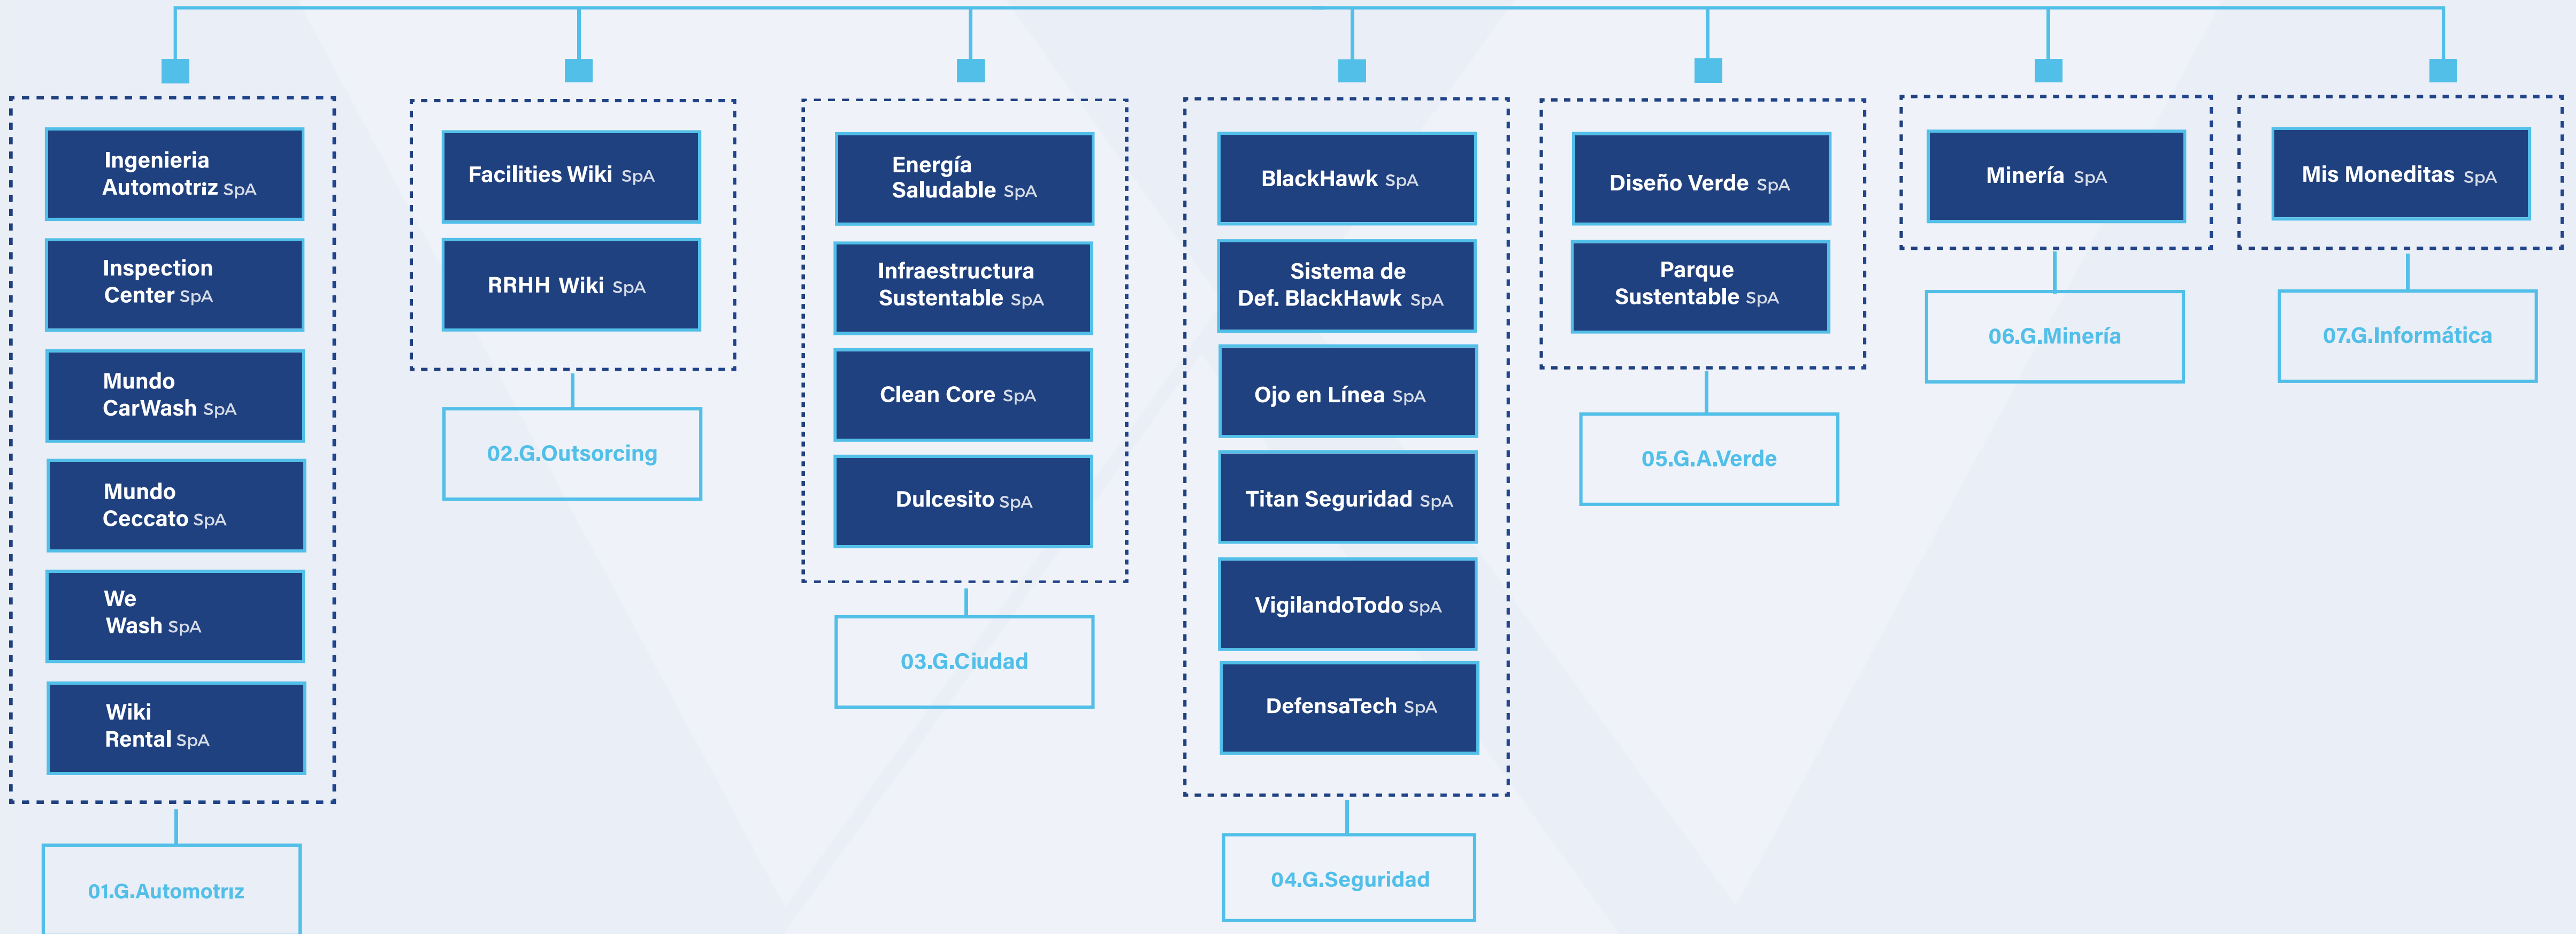 Ingenieria
Automotriz SpA
Inspection
Center SpA
Mundo
CarWash SpA
Mundo
Ceccato SpA
We
Wash SpA
Wiki
Rental SpA
01.G.Automotriz
Facilities Wiki SpA
RRHH Wiki SpA
02.G.Outsorcing
Energía
Saludable SpA
Infraestructura
Sustentable SpA
Clean Core SpA
Dulcesito SpA
03.G.Ciudad
BlackHawk SpA
Sistema de
Def. BlackHawk SpA
Ojo en Línea SpA
Titan Seguridad SpA
VigilandoTodo SpA
DefensaTech SpA
04.G.Seguridad
Diseño Verde SpA
Parque
Sustentable SpA
05.G.A.Verde
Minería SpA
06.G.Minería
Mis Moneditas SpA
07.G.Informática